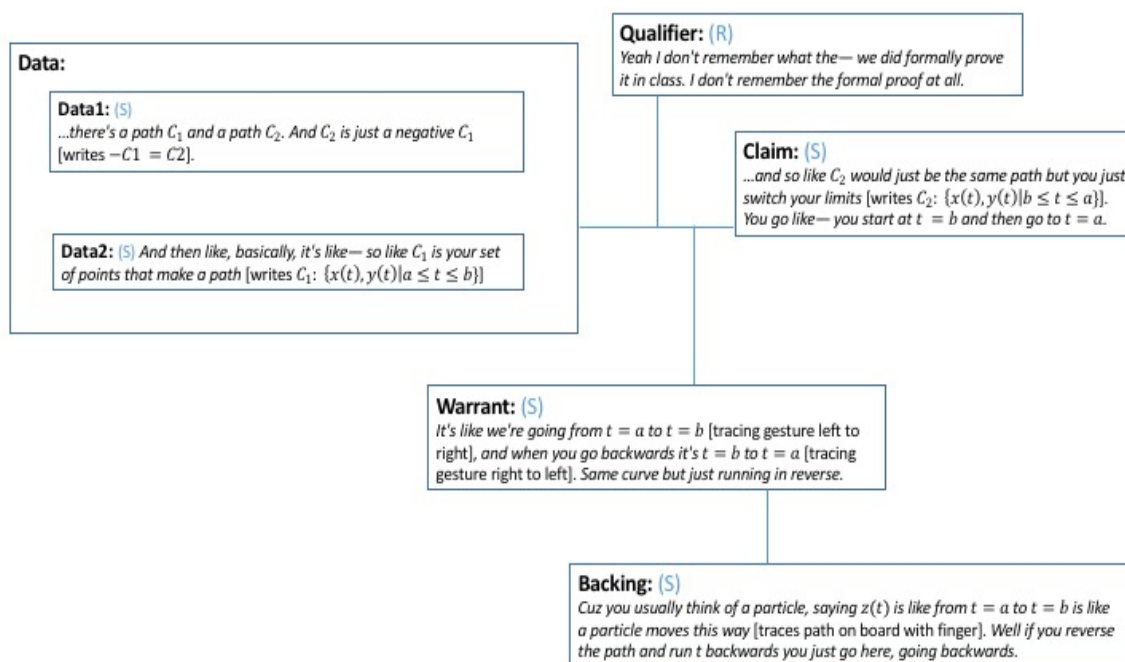 Data:
Data1: (S)
...there's a path C₁ and a path C₂. And C₂ is just a negative C₁
[writes −C1 = C2].
Data2: (S) And then like, basically, it's like— so like C₁ is your set
of points that make a path [writes C₁: {x(t), y(t)|a ≤ t ≤ b}]
Qualifier: (R)
Yeah I don't remember what the— we did formally prove
it in class. I don't remember the formal proof at all.
Claim: (S)
...and so like C₂ would just be the same path but you just
switch your limits [writes C₂: {x(t), y(t)|b ≤ t ≤ a}].
You go like— you start at t = b and then go to t = a.
Warrant: (S)
It's like we're going from t = a to t = b [tracing gesture left to
right], and when you go backwards it's t = b to t = a [tracing
gesture right to left]. Same curve but just running in reverse.
Backing: (S)
Cuz you usually think of a particle, saying z(t) is like from t = a to t = b is like
a particle moves this way [traces path on board with finger]. Well if you reverse
the path and run t backwards you just go here, going backwards.